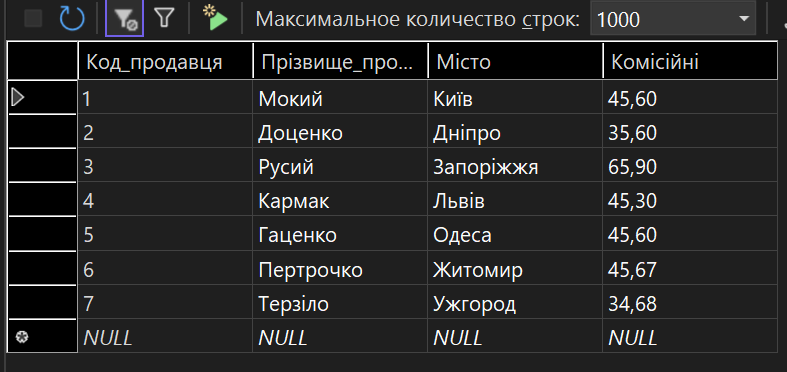 Максимальное количество строк: 1000
Код_продавця Прізвище_про... Місто Комісійні
1 Мокий Київ 45,60
2 Доценко Дніпро 35,60
3 Русий Запоріжжя 65,90
4 Кармак Львів 45,30
5 Гаценко Одеса 45,60
6 Пертрочко Житомир 45,67
7 Терзіло Ужгород 34,68
NULL NULL NULL NULL